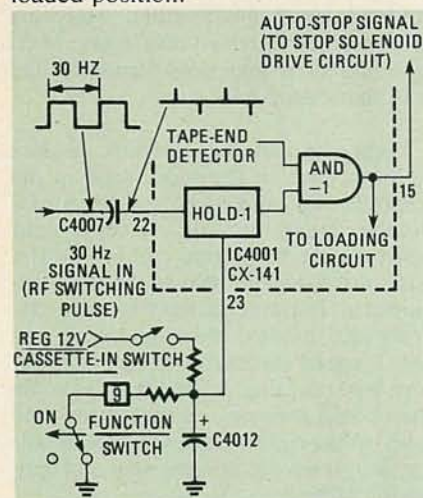 loaded position.
AUTO-STOP SIGNAL
(TO STOP SOLENOID
DRIVE CIRCUIT)
30 HZ
TAPE-END
DETECTOR
AND
-1
15
C4007
22
HOLD-1
30 Hz
SIGNAL IN
(RF SWITCHING
PULSE)
IC4001
CX-141
TO LOADING
CIRCUIT
23
REG 12V
CASSETTE-IN SWITCH
9
ON
FUNCTION
SWITCH
+
C4012